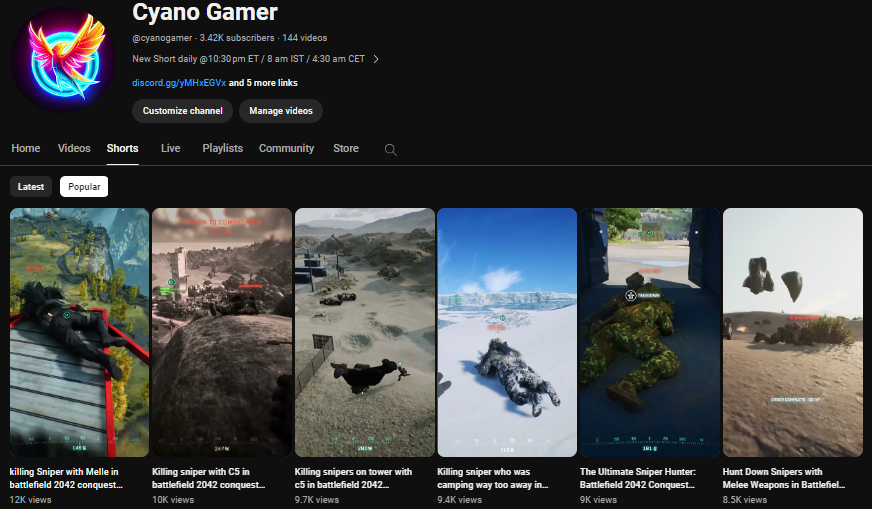 Cyano Gamer
@cyanogamer · 3.42K subscribers · 144 videos
New Short daily @10:30pm ET / 8 am IST / 4:30 am CET >
discord.gg/yMHxEGVx and 5 more links
Customize channel Manage videos
Home Videos Shorts Live Playlists Community Store
Latest Popular
killing Sniper with Melle in
battlefield 2042 conquest...
12K views
Killing sniper with C5 in
battlefield 2042 conquest...
10K views
Killing snipers on tower with
c5 in battlefield 2042...
9.7K views
Killing sniper who was
camping way too away in...
9.4K views
The Ultimate Sniper Hunter:
Battlefield 2042 Conquest...
9K views
Hunt Down Snipers with
Melee Weapons in Battlefiel...
8.5K views